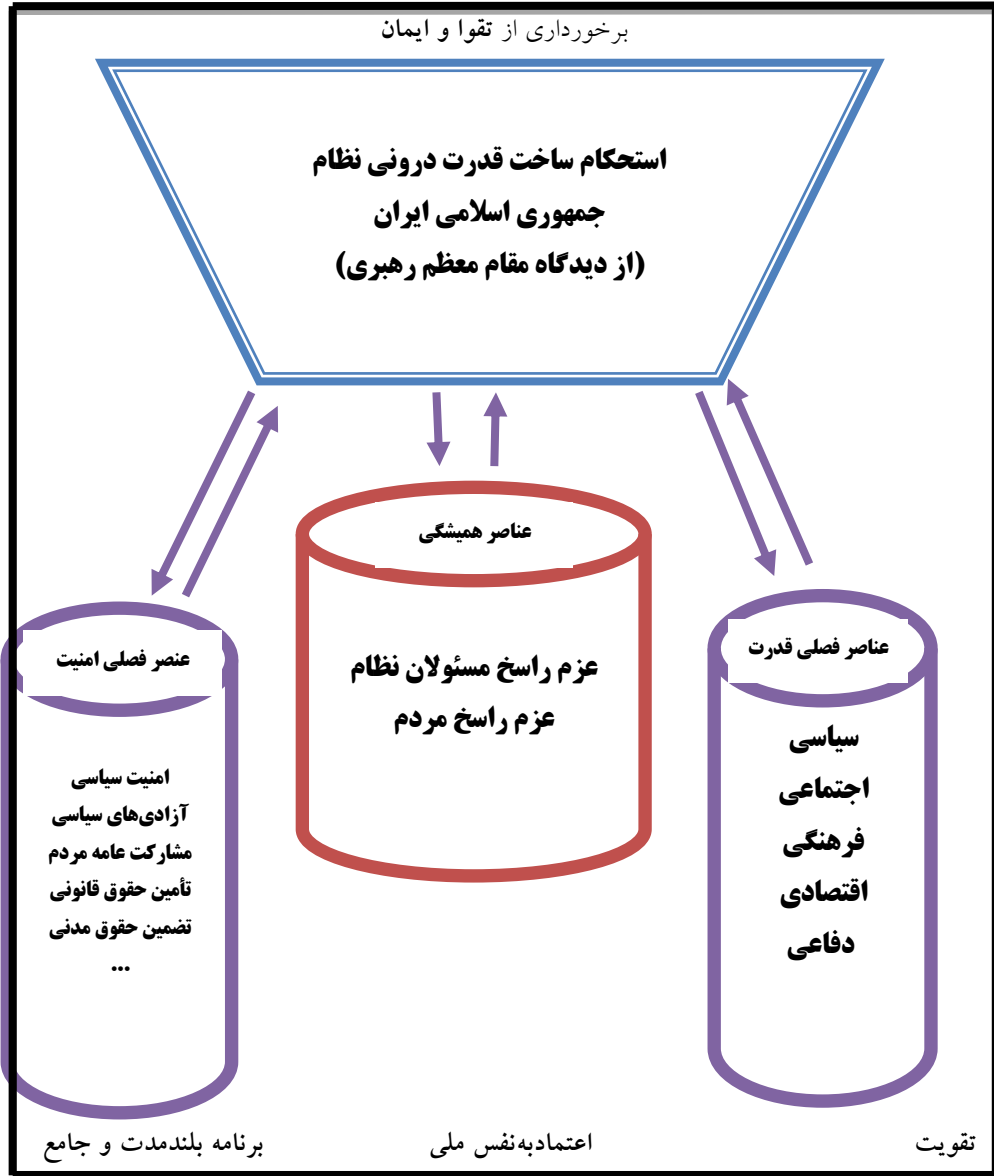 برخورداری از تقوا و ایمان
استحکام ساخت قدرت درونی نظام
جمهوری اسلامی ایران
(از دیدگاه مقام معظم رهبری)
عناصر فصلی قدرت
سیاسی
اجتماعی
فرهنگی
اقتصادی
دفاعی
عناصر همیشگی
عزم راسخ مسئولان نظام
عزم راسخ مردم
عنصر فصلی امنیت
امنیت سیاسی
آزادی‌های سیاسی
مشارکت عامه مردم
تأمین حقوق قانونی
تضمین حقوق مدنی
...
تقویت
اعتمادبه‌نفس ملی
برنامه بلندمدت و جامع